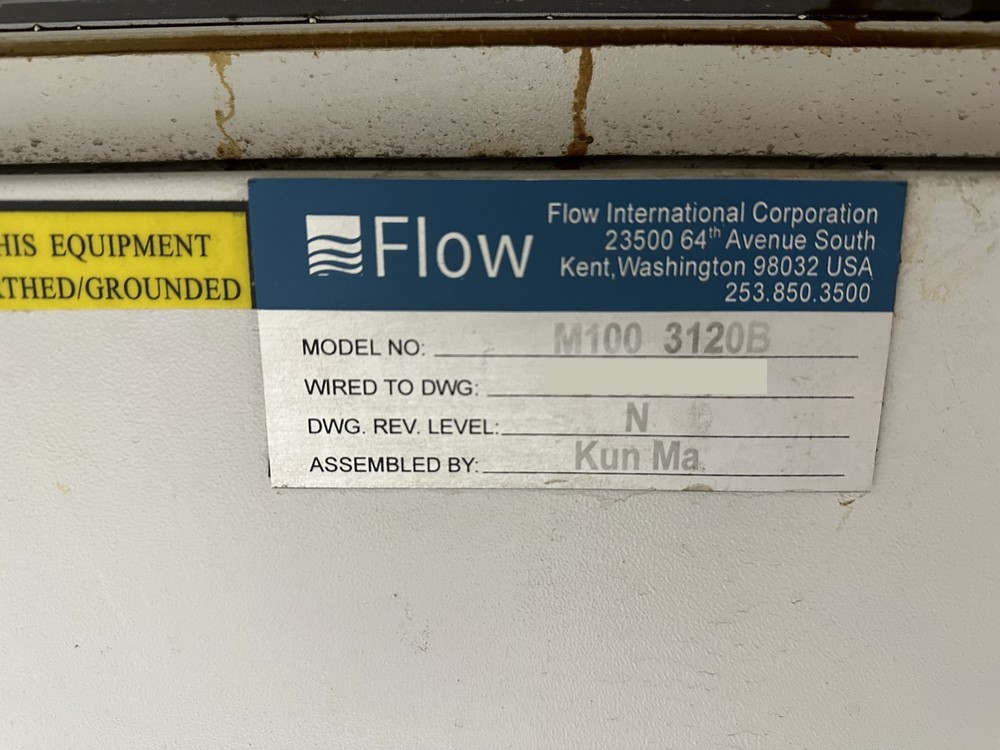 HIS EQUIPMENT
ATHED/GROUNDED
Flow
Flow International Corporation
23500 64th Avenue South
Kent, Washington 98032 USA
253.850.3500
MODEL NO: M100 3120B
WIRED TO DWG:
DWG. REV. LEVEL: N
ASSEMBLED BY: Kun Ma